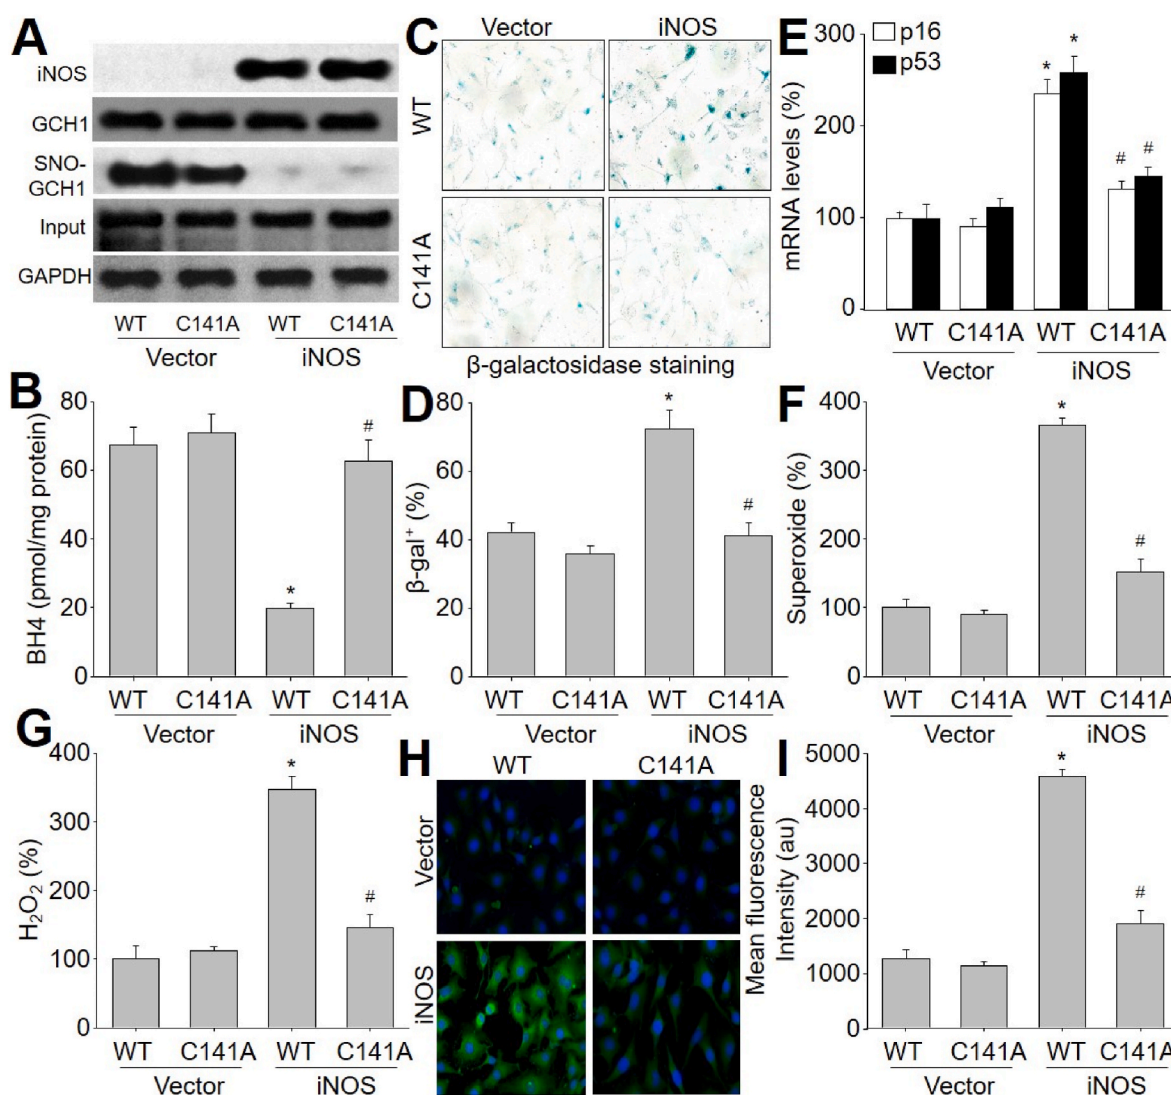 A
iNOS
GCH1
SNO-
GCH1
Input
GAPDH
WT C141A WT C141A
Vector iNOS
C
Vector iNOS
WT
C141A
β-galactosidase staining
E
mRNA levels (%)
300
200
100
0
p16
p53
* *
# #
WT C141A WT C141A
Vector iNOS
B
BH4 (pmol/mg protein)
80
60
40
20
0
*
#
WT C141A WT C141A
Vector iNOS
D
β-gal⁺ (%)
80
60
40
20
0
*
#
WT C141A WT C141A
Vector iNOS
F
Superoxide (%)
400
300
200
100
0
*
#
WT C141A WT C141A
Vector iNOS
G
H₂O₂ (%)
400
300
200
100
0
*
#
WT C141A WT C141A
Vector iNOS
H
WT C141A
Vector
iNOS
I
Mean fluorescence
Intensity (au)
5000
4000
3000
2000
1000
0
*
#
WT C141A WT C141A
Vector iNOS